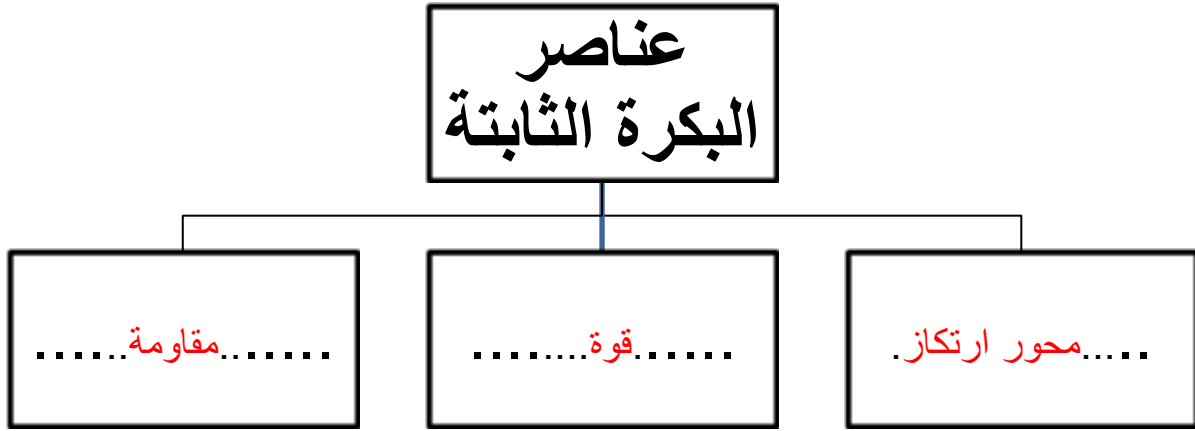 عناصر
البكرة الثابتة
.....محور ارتكاز.
......قوة........
.......مقاومة.......